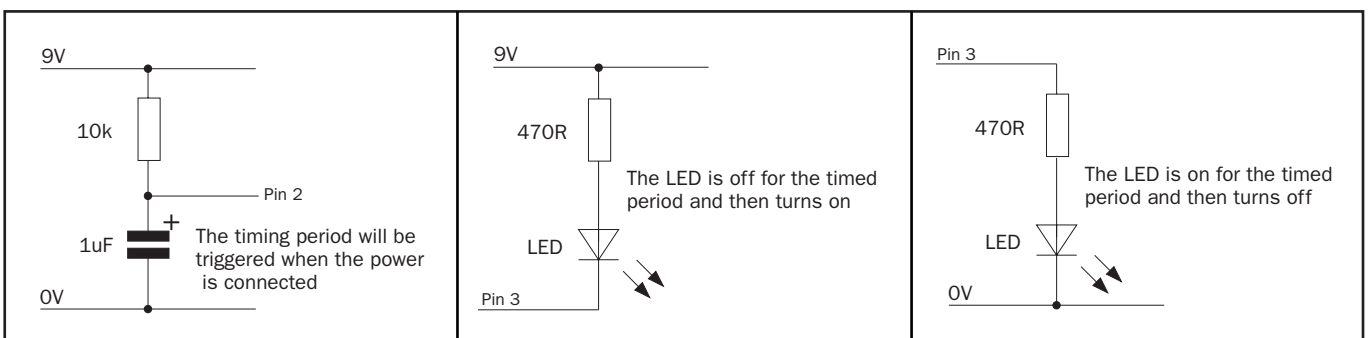 9V
10k
Pin 2
1uF
+
The timing period will be
triggered when the power
is connected
0V
9V
470R
The LED is off for the timed
period and then turns on
LED
Pin 3
Pin 3
470R
The LED is on for the timed
period and then turns off
LED
0V